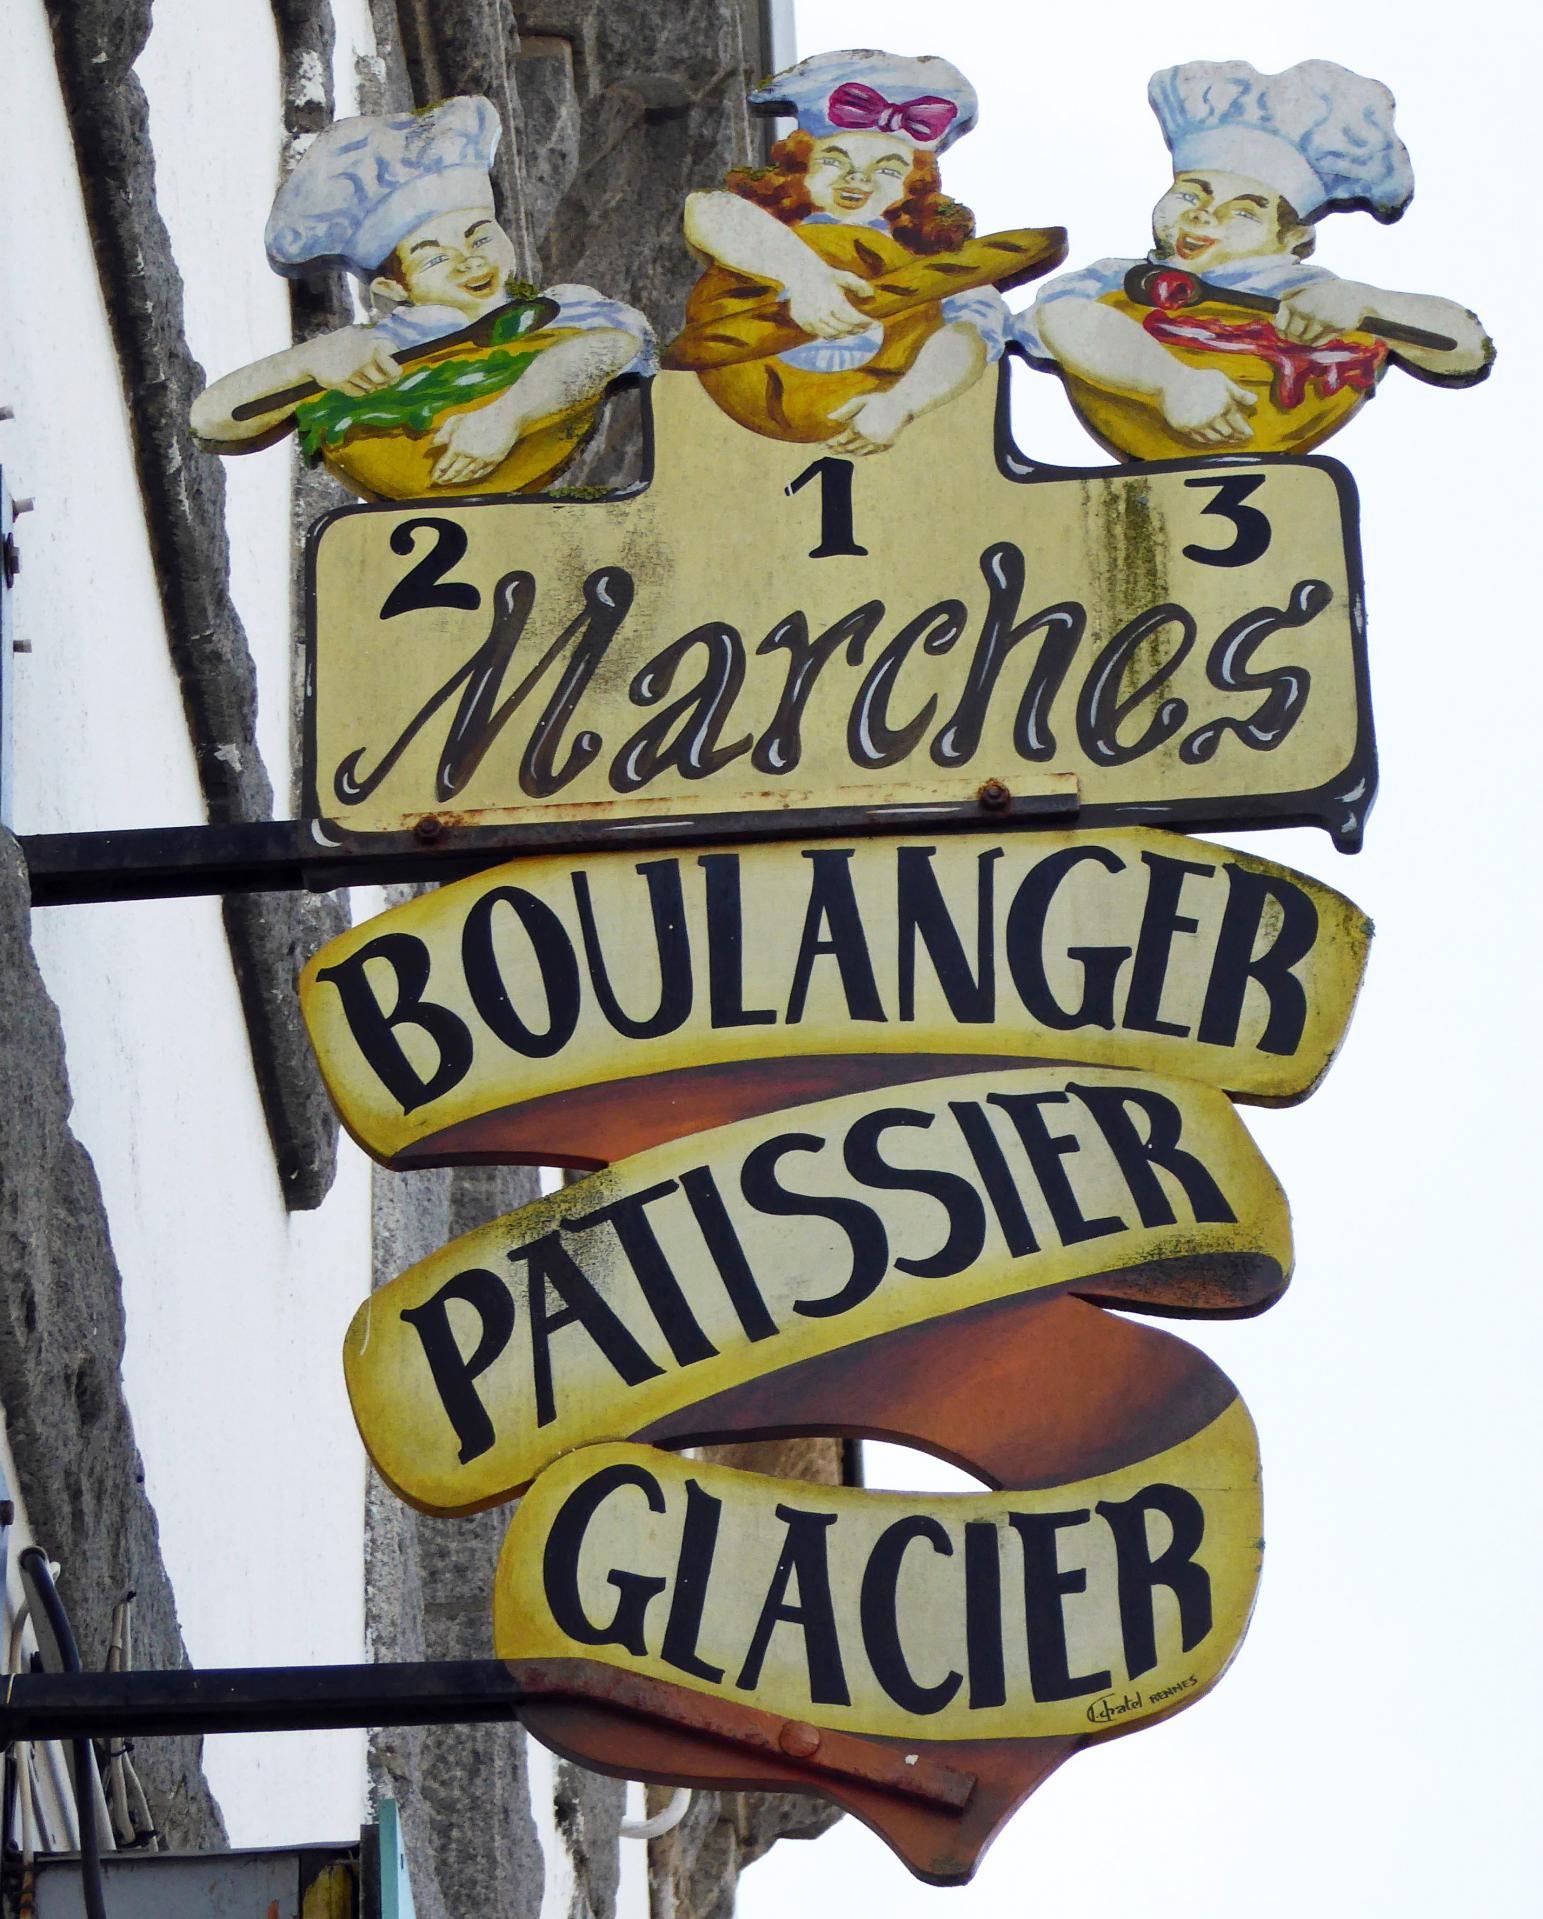 2 1 3
Marches
BOULANGER
PATISSIER
GLACIER
Chatel RENNES